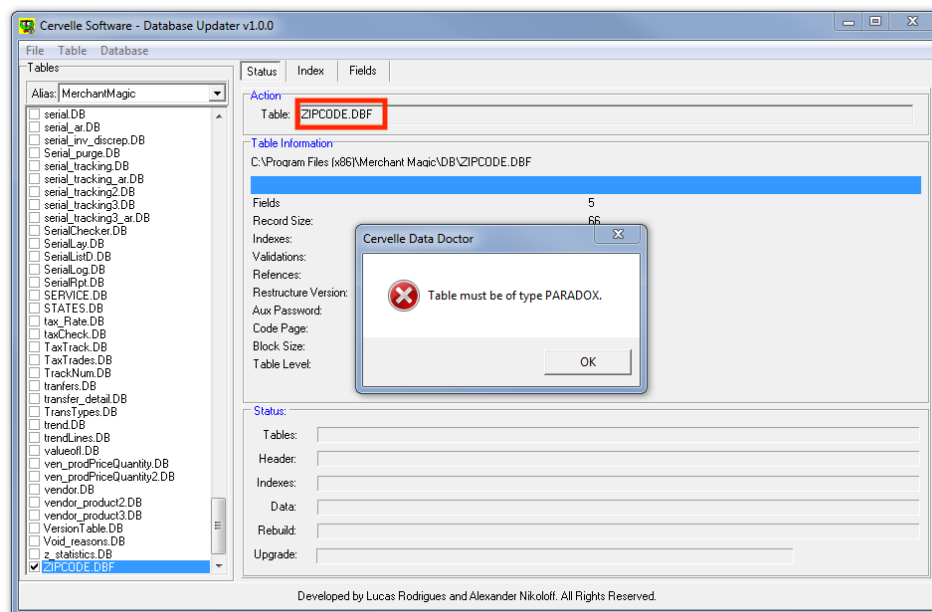 Cervelle Software - Database Updater v1.0.0
File Table Database
Tables
Alias: MerchantMagic
serial.DB
serial_ar.DB
serial_inv_discrep.DB
Serial_purge.DB
serial_tracking.DB
serial_tracking_ar.DB
serial_tracking2.DB
serial_tracking3.DB
serial_tracking3_ar.DB
SerialChecker.DB
SerialLay.DB
SerialListD.DB
SerialLog.DB
SerialRpt.DB
SERVICE.DB
STATES.DB
tax_Rate.DB
taxCheck.DB
TaxTrack.DB
TaxTrades.DB
TrackNum.DB
tranfers.DB
transfer_detail.DB
TransTypes.DB
trend.DB
trendLines.DB
valueofI.DB
ven_prodPriceQuantity.DB
ven_prodPriceQuantity2.DB
vendor.DB
vendor_product2.DB
vendor_product3.DB
VersionTable.DB
Void_reasons.DB
z_statistics.DB
ZIPCODE.DBF
Status Index Fields
Action
Table: ZIPCODE.DBF
Table Information
C:\Program Files (x86)\Merchant Magic\DB\ZIPCODE.DBF
Fields 5
Record Size: 66
Indexes:
Validations:
Refences:
Restructure Version:
Aux Password:
Code Page:
Block Size:
Table Level:
Cervelle Data Doctor
Table must be of type PARADOX.
OK
Status:
Tables:
Header:
Indexes:
Data:
Rebuild:
Upgrade:
Developed by Lucas Rodrigues and Alexander Nikoloff. All Rights Reserved.